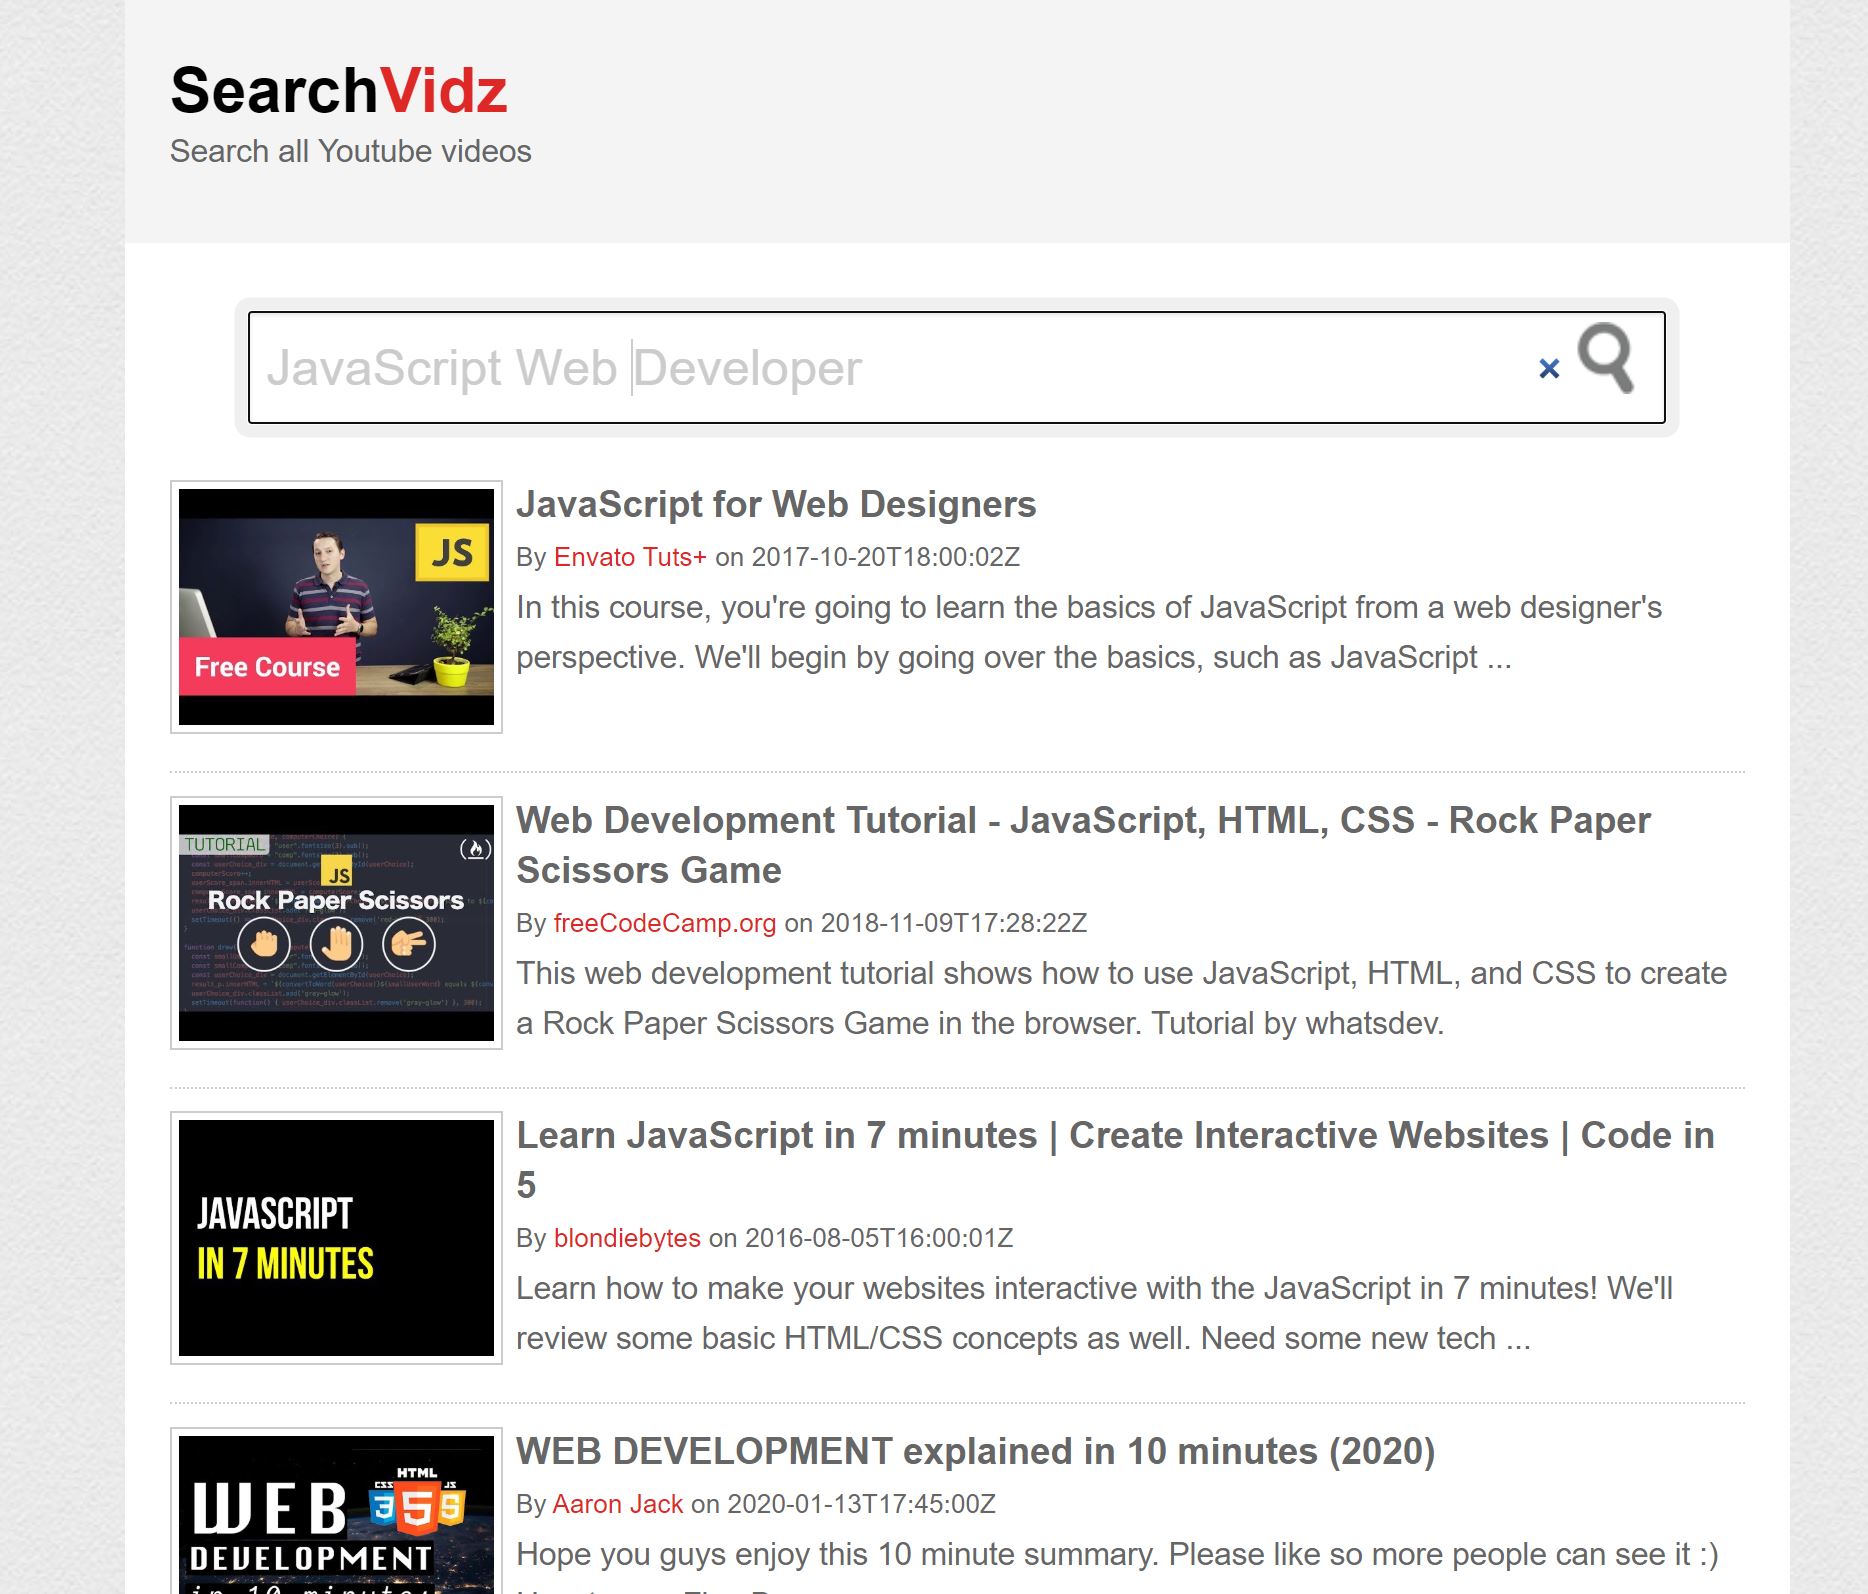 SearchVidz
Search all Youtube videos
JavaScript Web Developer
JS
Free Course
JavaScript for Web Designers
By Envato Tuts+ on 2017-10-20T18:00:02Z
In this course, you're going to learn the basics of JavaScript from a web designer's
perspective. We'll begin by going over the basics, such as JavaScript ...
TUTORIAL
JS
Rock Paper Scissors
Web Development Tutorial - JavaScript, HTML, CSS - Rock Paper
Scissors Game
By freeCodeCamp.org on 2018-11-09T17:28:22Z
This web development tutorial shows how to use JavaScript, HTML, and CSS to create
a Rock Paper Scissors Game in the browser. Tutorial by whatsdev.
JAVASCRIPT
IN 7 MINUTES
Learn JavaScript in 7 minutes | Create Interactive Websites | Code in
5
By blondiebytes on 2016-08-05T16:00:01Z
Learn how to make your websites interactive with the JavaScript in 7 minutes! We'll
review some basic HTML/CSS concepts as well. Need some new tech ...
HTML
CSS JS
3 5 S
WEB
DEVELOPMENT
in 10 minutes
WEB DEVELOPMENT explained in 10 minutes (2020)
By Aaron Jack on 2020-01-13T17:45:00Z
Hope you guys enjoy this 10 minute summary. Please like so more people can see it :)